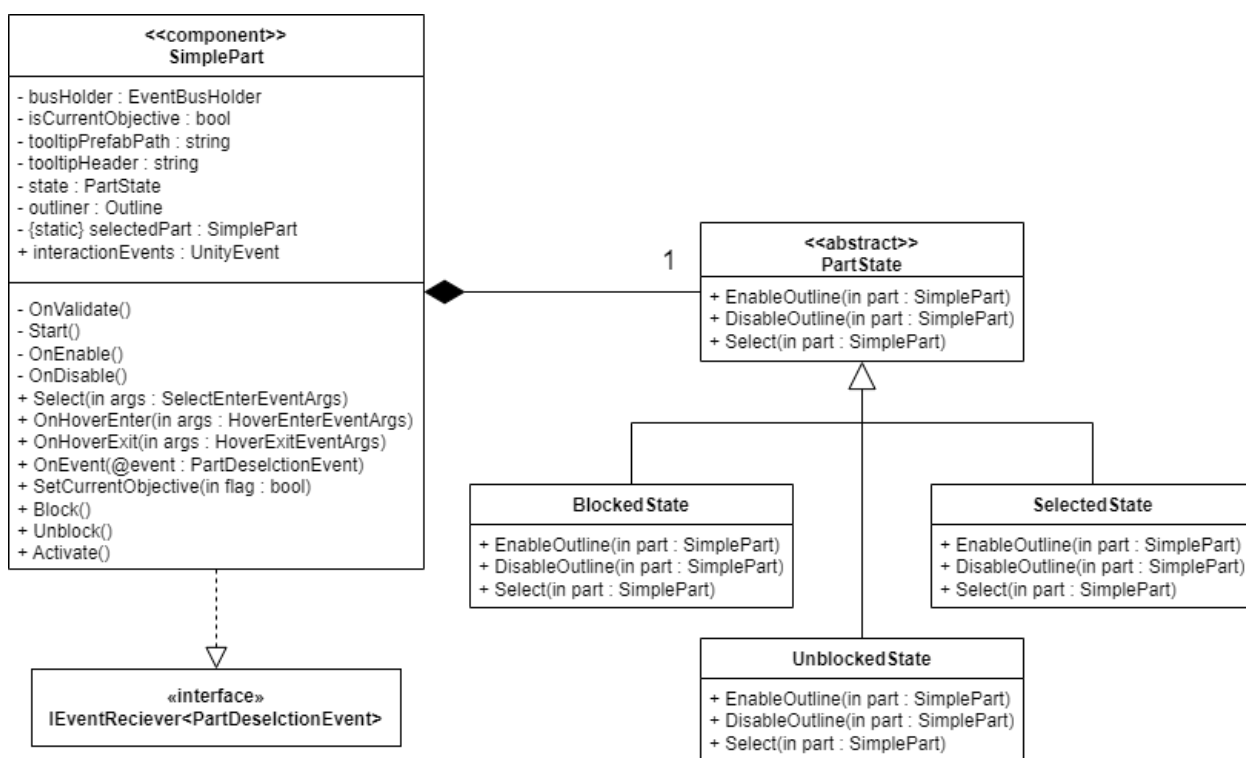 <<component>>
SimplePart
- busHolder : EventBusHolder
- isCurrentObjective : bool
- tooltipPrefabPath : string
- tooltipHeader : string
- state : PartState
- outliner : Outline
- {static} selectedPart : SimplePart
+ interactionEvents : UnityEvent
- OnValidate()
- Start()
- OnEnable()
- OnDisable()
+ Select(in args : SelectEnterEventArgs)
+ OnHoverEnter(in args : HoverEnterEventArgs)
+ OnHoverExit(in args : HoverExitEventArgs)
+ OnEvent(@event : PartDeselctionEvent)
+ SetCurrentObjective(in flag : bool)
+ Block()
+ Unblock()
+ Activate()
«interface»
IEventReciever<PartDeselctionEvent>
1
<<abstract>>
PartState
+ EnableOutline(in part : SimplePart)
+ DisableOutline(in part : SimplePart)
+ Select(in part : SimplePart)
BlockedState
+ EnableOutline(in part : SimplePart)
+ DisableOutline(in part : SimplePart)
+ Select(in part : SimplePart)
SelectedState
+ EnableOutline(in part : SimplePart)
+ DisableOutline(in part : SimplePart)
+ Select(in part : SimplePart)
UnblockedState
+ EnableOutline(in part : SimplePart)
+ DisableOutline(in part : SimplePart)
+ Select(in part : SimplePart)